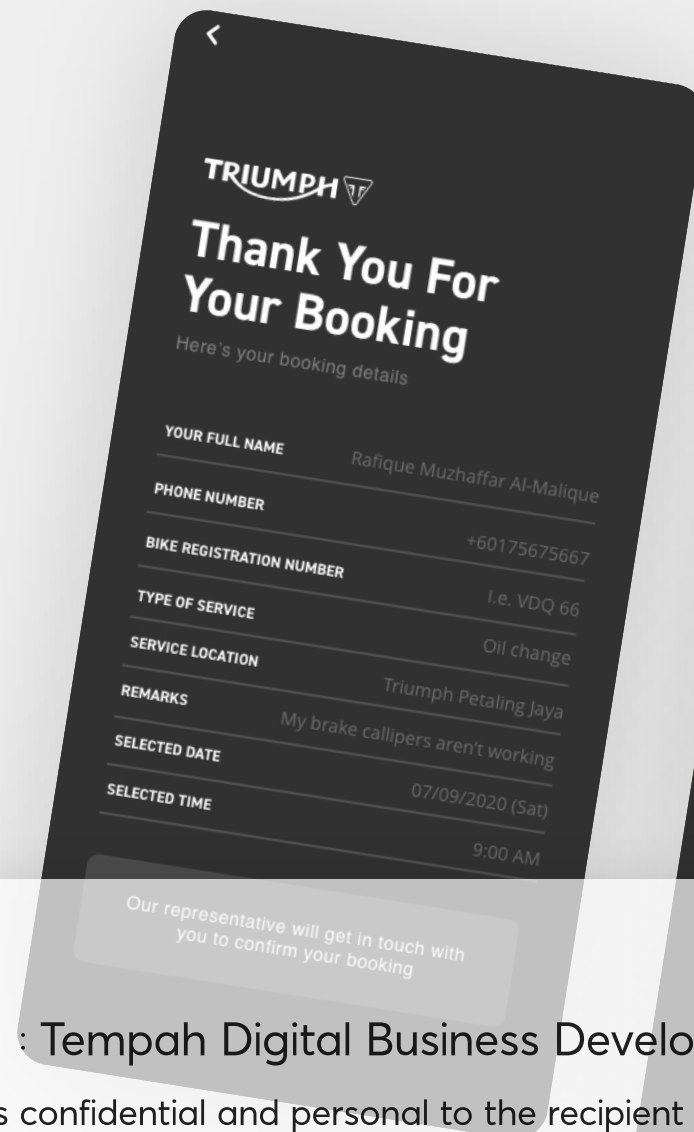 TRIUMPH
Thank You For
Your Booking
Here's your booking details
YOUR FULL NAME Rafique Muzhaffar Al-Malique
PHONE NUMBER +60175675667
BIKE REGISTRATION NUMBER I.e. VDQ 66
TYPE OF SERVICE Oil change
SERVICE LOCATION Triumph Petaling Jaya
REMARKS My brake callipers aren't working
SELECTED DATE 07/09/2020 (Sat)
SELECTED TIME 9:00 AM
Our representative will get in touch with
you to confirm your booking
: Tempah Digital Business Develo
s confidential and personal to the recipient